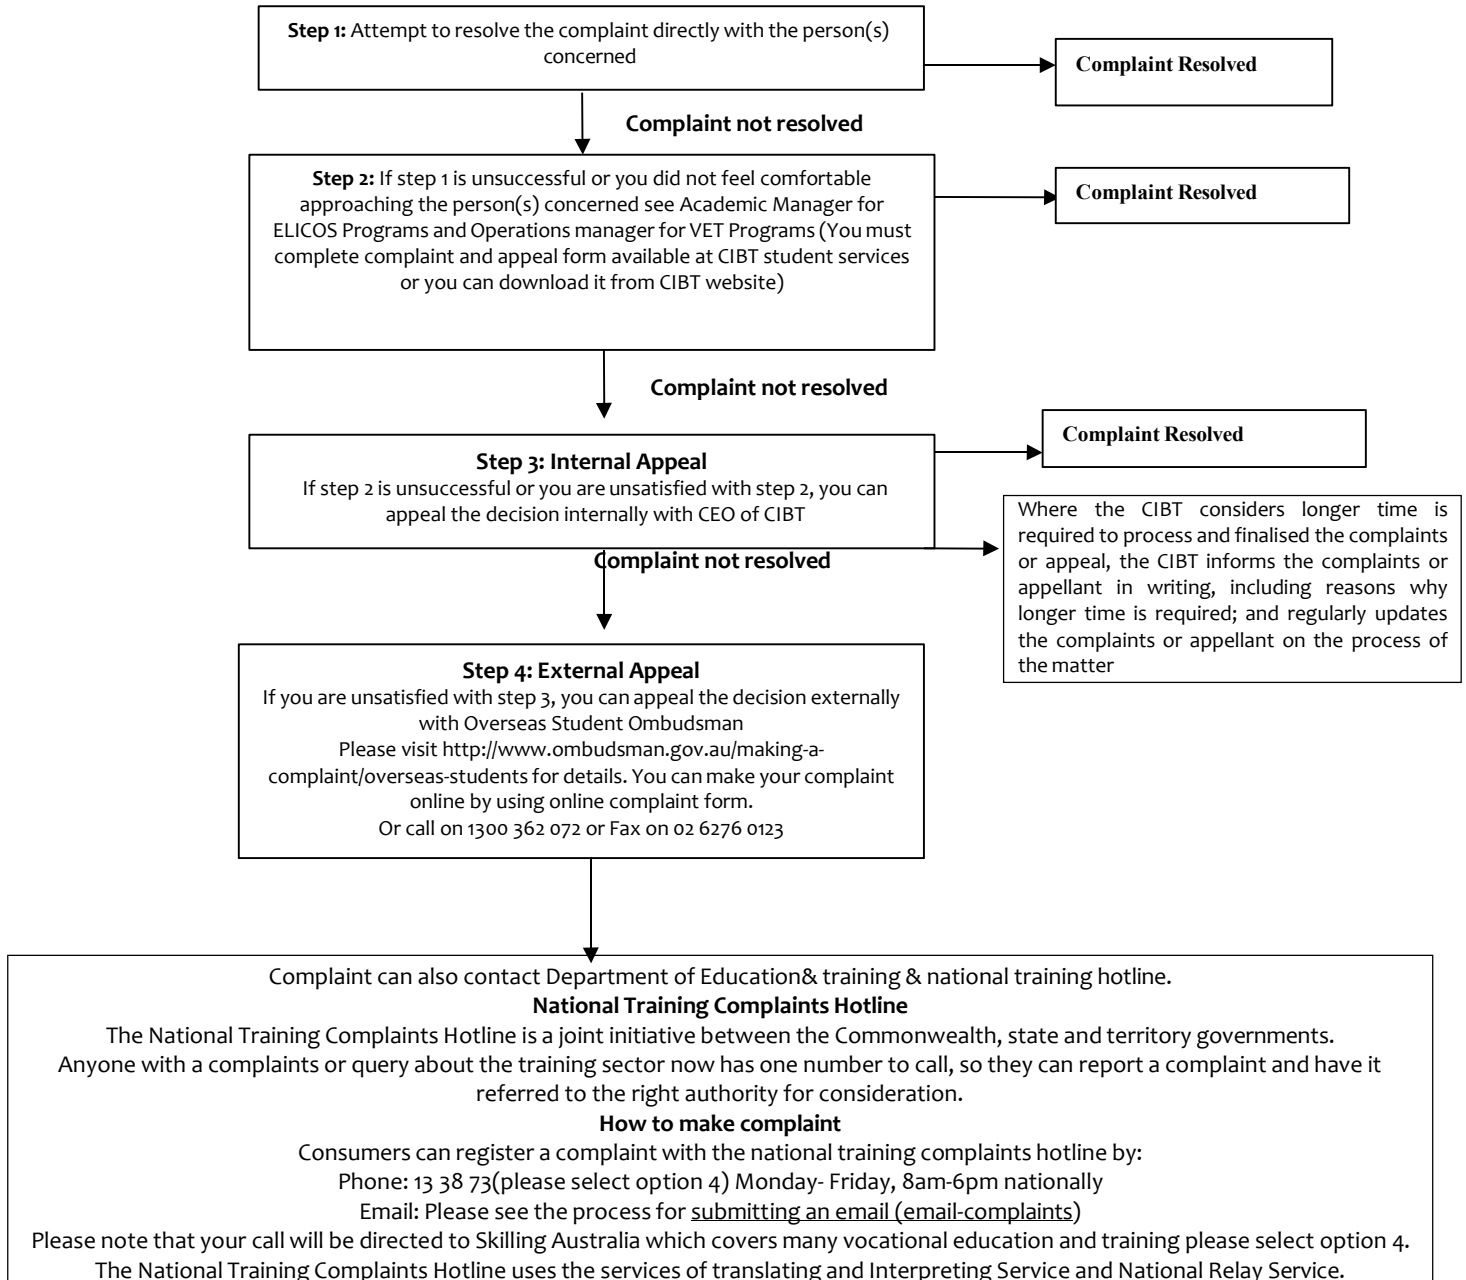 Step 1: Attempt to resolve the complaint directly with the person(s)
concerned
Complaint Resolved
Complaint not resolved
Step 2: If step 1 is unsuccessful or you did not feel comfortable
approaching the person(s) concerned see Academic Manager for
ELICOS Programs and Operations manager for VET Programs (You must
complete complaint and appeal form available at CIBT student services
or you can download it from CIBT website)
Complaint Resolved
Complaint not resolved
Step 3: Internal Appeal
If step 2 is unsuccessful or you are unsatisfied with step 2, you can
appeal the decision internally with CEO of CIBT
Complaint Resolved
Where the CIBT considers longer time is
required to process and finalised the complaints
or appeal, the CIBT informs the complaints or
appellant in writing, including reasons why
longer time is required; and regularly updates
the complaints or appellant on the process of
the matter
Complaint not resolved
Step 4: External Appeal
If you are unsatisfied with step 3, you can appeal the decision externally
with Overseas Student Ombudsman
Please visit http://www.ombudsman.gov.au/making-a-
complaint/overseas-students for details. You can make your complaint
online by using online complaint form.
Or call on 1300 362 072 or Fax on 02 6276 0123
Complaint can also contact Department of Education& training & national training hotline.
National Training Complaints Hotline
The National Training Complaints Hotline is a joint initiative between the Commonwealth, state and territory governments.
Anyone with a complaints or query about the training sector now has one number to call, so they can report a complaint and have it
referred to the right authority for consideration.
How to make complaint
Consumers can register a complaint with the national training complaints hotline by:
Phone: 13 38 73(please select option 4) Monday- Friday, 8am-6pm nationally
Email: Please see the process for submitting an email (email-complaints)
Please note that your call will be directed to Skilling Australia which covers many vocational education and training please select option 4.
The National Training Complaints Hotline uses the services of translating and Interpreting Service and National Relay Service.